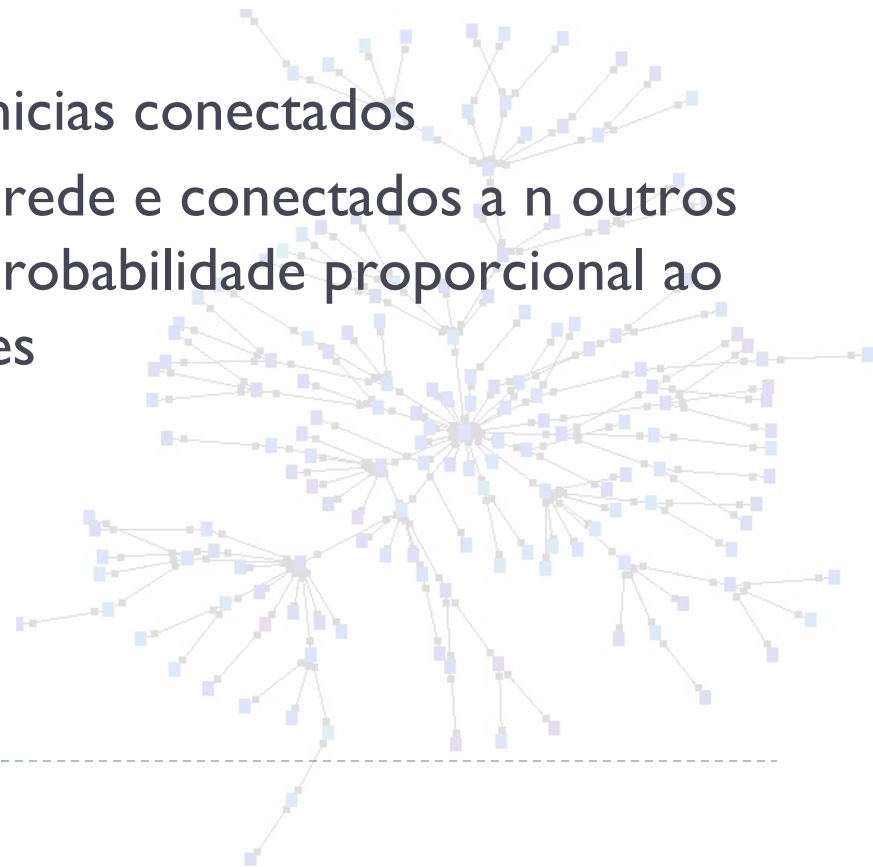 nicias conectados
rede e conectados a n outros
robabilidade proporcional ao
es